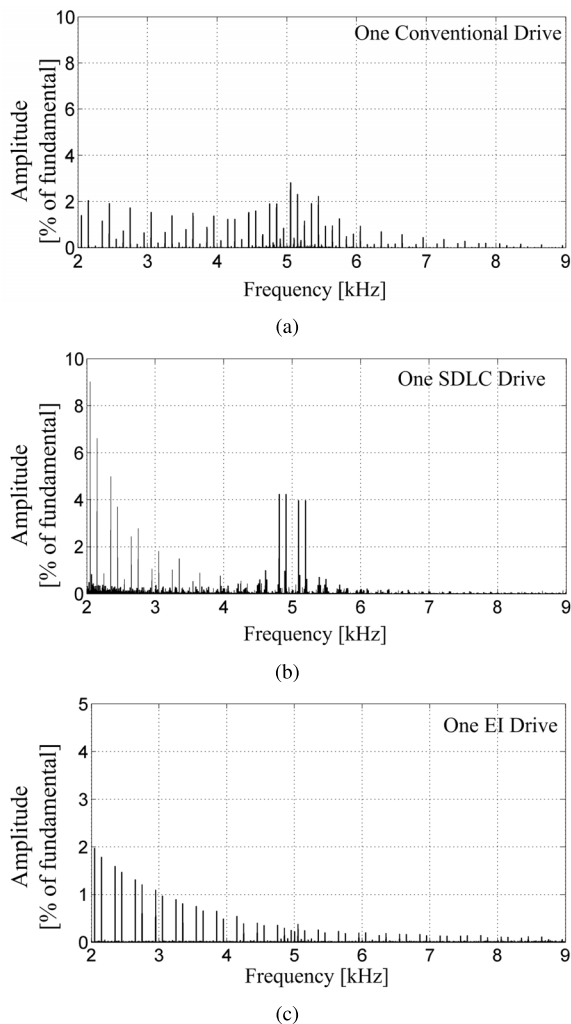 10
8
6
4
2
0
Amplitude
[% of fundamental]
One Conventional Drive
2 3 4 5 6 7 8 9
Frequency [kHz]
(a)
10
8
6
4
2
0
Amplitude
[% of fundamental]
One SDLC Drive
2 3 4 5 6 7 8 9
Frequency [kHz]
(b)
5
4
3
2
1
0
Amplitude
[% of fundamental]
One EI Drive
2 3 4 5 6 7 8 9
Frequency [kHz]
(c)